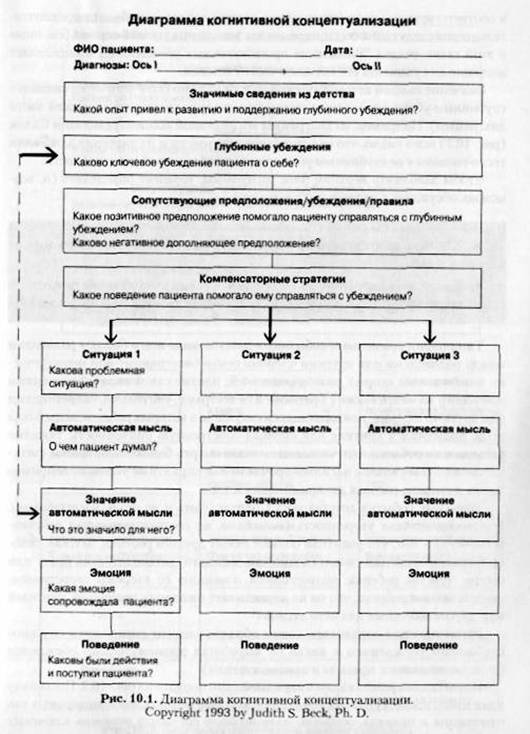 Диаграмма когнитивной концептуализации
ФИО пациента: Дата:
Диагнозы: Ось I , Ось II
Значимые сведения из детства
Какой опыт привел к развитию и поддержанию глубинного убеждения?
Глубинные убеждения
Каково ключевое убеждение пациента о себе?
Сопутствующие предположения/убеждения/правила
Какое позитивное предположение помогало пациенту справляться с глубинным
убеждением?
Каково негативное дополняющее предположение?
Компенсаторные стратегии
Какое поведение пациента помогало ему справляться с убеждением?
Ситуация 1
Какова проблемная
ситуация?
Ситуация 2
Ситуация 3
Автоматическая мысль
О чем пациент думал?
Автоматическая мысль
Автоматическая мысль
Значение
автоматической мысли
Что это значило для него?
Значение
автоматической мысли
Значение
автоматической мысли
Эмоция
Какая эмоция
сопровождала пациента?
Эмоция
Эмоция
Поведение
Каковы были действия
и поступки пациента?
Поведение
Поведение
Рис. 10.1. Диаграмма когнитивной концептуализации.
Copyright 1993 by Judith S. Beck, Ph. D.